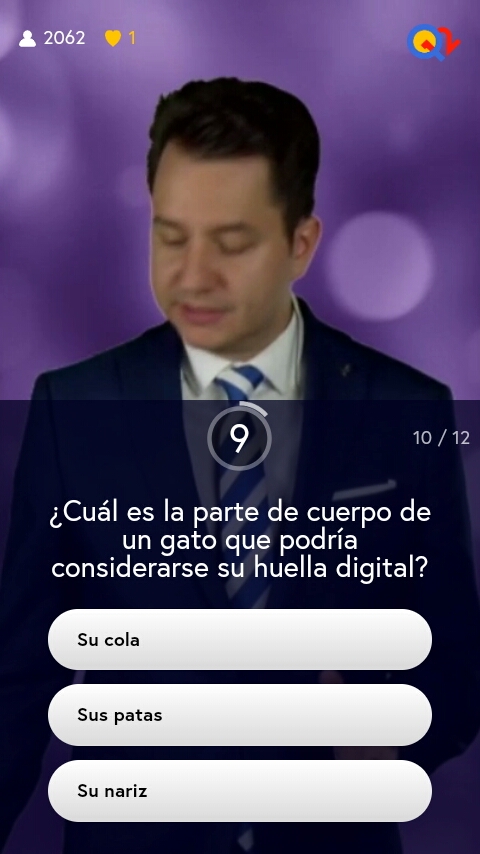 2062
1
9
10 / 12
¿Cuál es la parte de cuerpo de
un gato que podría
considerarse su huella digital?
Su cola
Sus patas
Su nariz